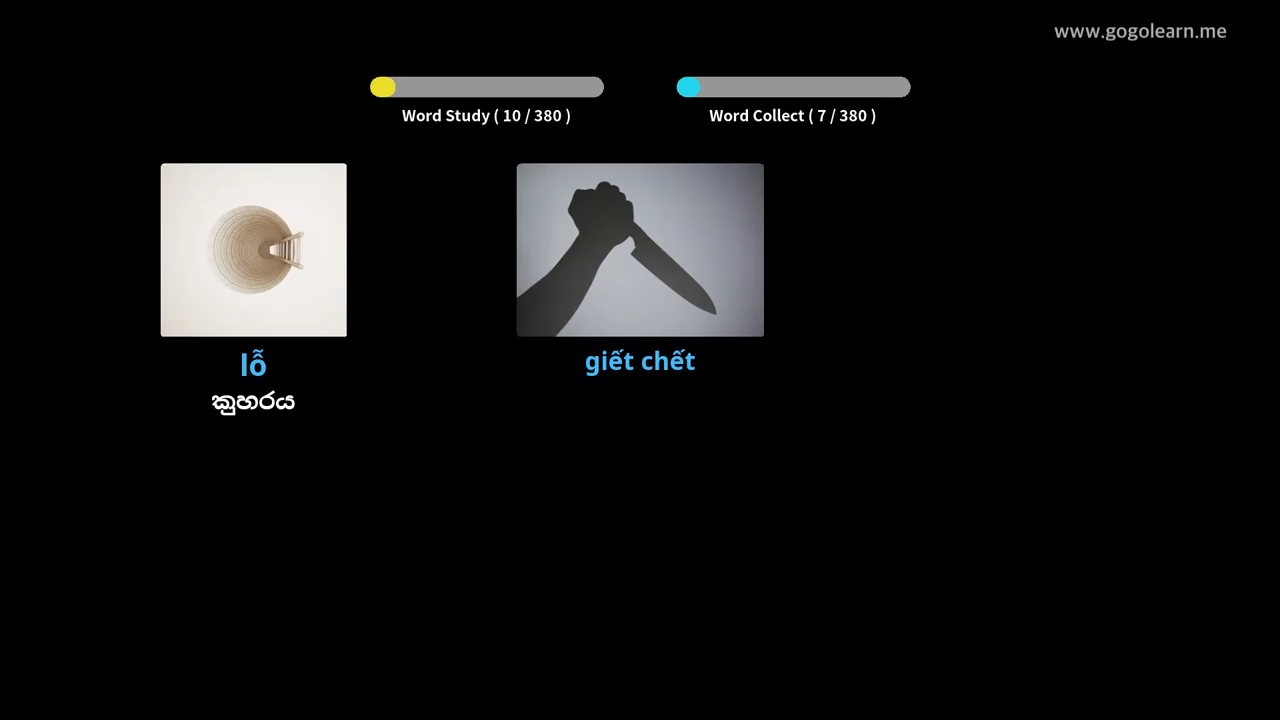 www.gogolearn.me
Word Study ( 10 / 380 )
Word Collect ( 7 / 380 )
lỗ
කුහරය
giết chết